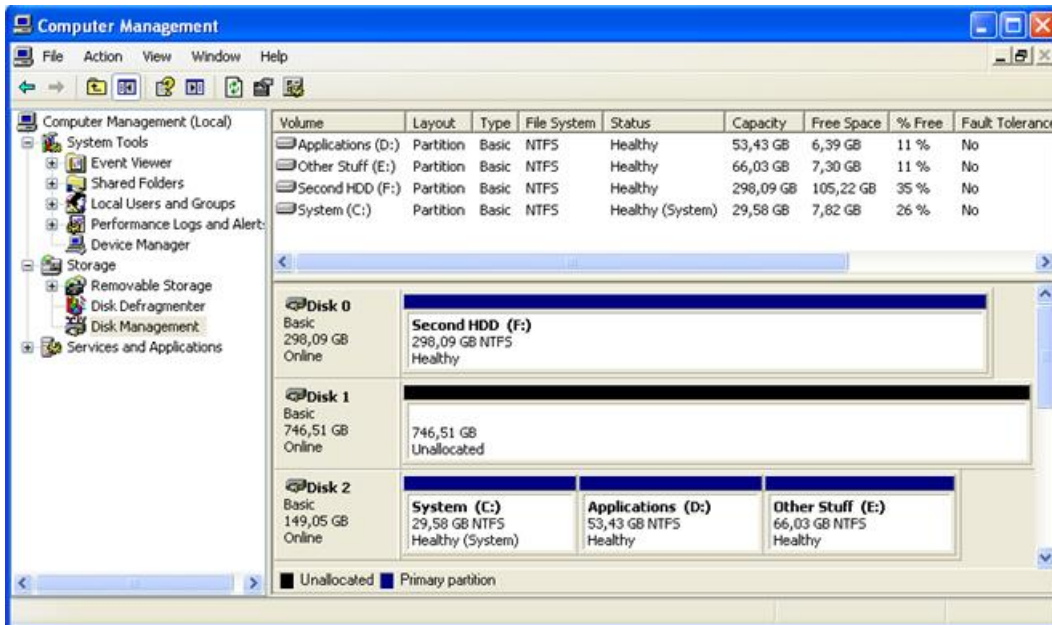 Computer Management
File Action View Window Help
Computer Management (Local)
System Tools
Event Viewer
Shared Folders
Local Users and Groups
Performance Logs and Alert
Device Manager
Storage
Removable Storage
Disk Defragmenter
Disk Management
Services and Applications
Volume Layout Type File System Status Capacity Free Space % Free Fault Tolerance
Applications (D:) Partition Basic NTFS Healthy 53,43 GB 6,39 GB 11 % No
Other Stuff (E:) Partition Basic NTFS Healthy 66,03 GB 7,30 GB 11 % No
Second HDD (F:) Partition Basic NTFS Healthy 298,09 GB 105,22 GB 35 % No
System (C:) Partition Basic NTFS Healthy (System) 29,58 GB 7,82 GB 26 % No
Disk 0
Basic
298,09 GB
Online
Second HDD (F:)
298,09 GB NTFS
Healthy
Disk 1
Basic
746,51 GB
Online
746,51 GB
Unallocated
Disk 2
Basic
149,05 GB
Online
System (C:)
29,58 GB NTFS
Healthy (System)
Applications (D:)
53,43 GB NTFS
Healthy
Other Stuff (E:)
66,03 GB NTFS
Healthy
Unallocated Primary partition